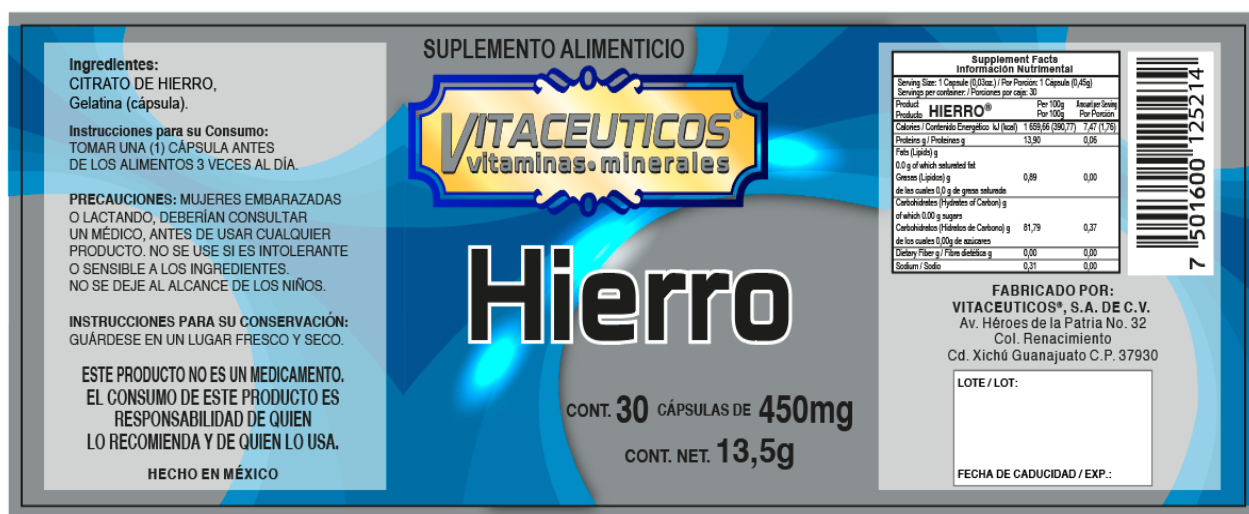 Ingredientes:
CITRATO DE HIERRO,
Gelatina (cápsula).
Instrucciones para su Consumo:
TOMAR UNA (1) CÁPSULA ANTES
DE LOS ALIMENTOS 3 VECES AL DÍA.
PRECAUCIONES: MUJERES EMBARAZADAS
O LACTANDO, DEBERÍAN CONSULTAR
UN MÉDICO, ANTES DE USAR CUALQUIER
PRODUCTO. NO SE USE SI ES INTOLERANTE
O SENSIBLE A LOS INGREDIENTES.
NO SE DEJE AL ALCANCE DE LOS NIÑOS.
INSTRUCCIONES PARA SU CONSERVACIÓN:
GUÁRDESE EN UN LUGAR FRESCO Y SECO.
ESTE PRODUCTO NO ES UN MEDICAMENTO.
EL CONSUMO DE ESTE PRODUCTO ES
RESPONSABILIDAD DE QUIEN
LO RECOMIENDA Y DE QUIEN LO USA.
HECHO EN MÉXICO
SUPLEMENTO ALIMENTICIO
VITACEUTICOS®
vitaminas • minerales
Hierro
CONT. 30 CÁPSULAS DE 450mg
CONT. NET. 13,5g
Supplement Facts
Información Nutrimental
Serving Size: 1 Capsule (0,03oz.) / Por Porción: 1 Cápsula (0,45g)
Servings per container: / Porciones por caja: 30
Product Per 100g Amount per Serving
Producto HIERRO® Por 100g Por Porción
Calories / Contenido Energético kJ (kcal) 1 659,66 (390,77) 7,47 (1,76)
Proteins g / Proteínas g 13,90 0,06
Fats (Lipids) g
0.0 g of which saturated fat
Grasas (Lípidos) g 0,89 0,00
de las cuales 0,0 g de grasa saturada
Carbohidrates (Hydrates of Carbon) g
of which 0.00 g sugars
Carbohidratos (Hidratos de Carbono) g 81,79 0,37
de los cuales 0,00g de azúcares
Dietary Fiber g / Fibra dietética g 0,00 0,00
Sodium / Sodio 0,31 0,00
7 501600 125214
FABRICADO POR:
VITACEUTICOS®, S.A. DE C.V.
Av. Héroes de la Patria No. 32
Col. Renacimiento
Cd. Xichú Guanajuato C.P. 37930
LOTE / LOT:
FECHA DE CADUCIDAD / EXP.: